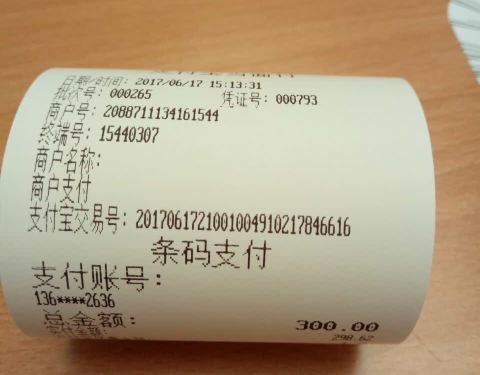 日期/时间: 2017/06/17 15:13:31
批次号: 000265 凭证号: 000793
商户号: 2088711134161544
终端号: 15440307
商户名称:
商户支付
支付宝交易号: 2017061721001004910217846616
条码支付
支付账号:
136****2636
总金额: 300.00
298.62